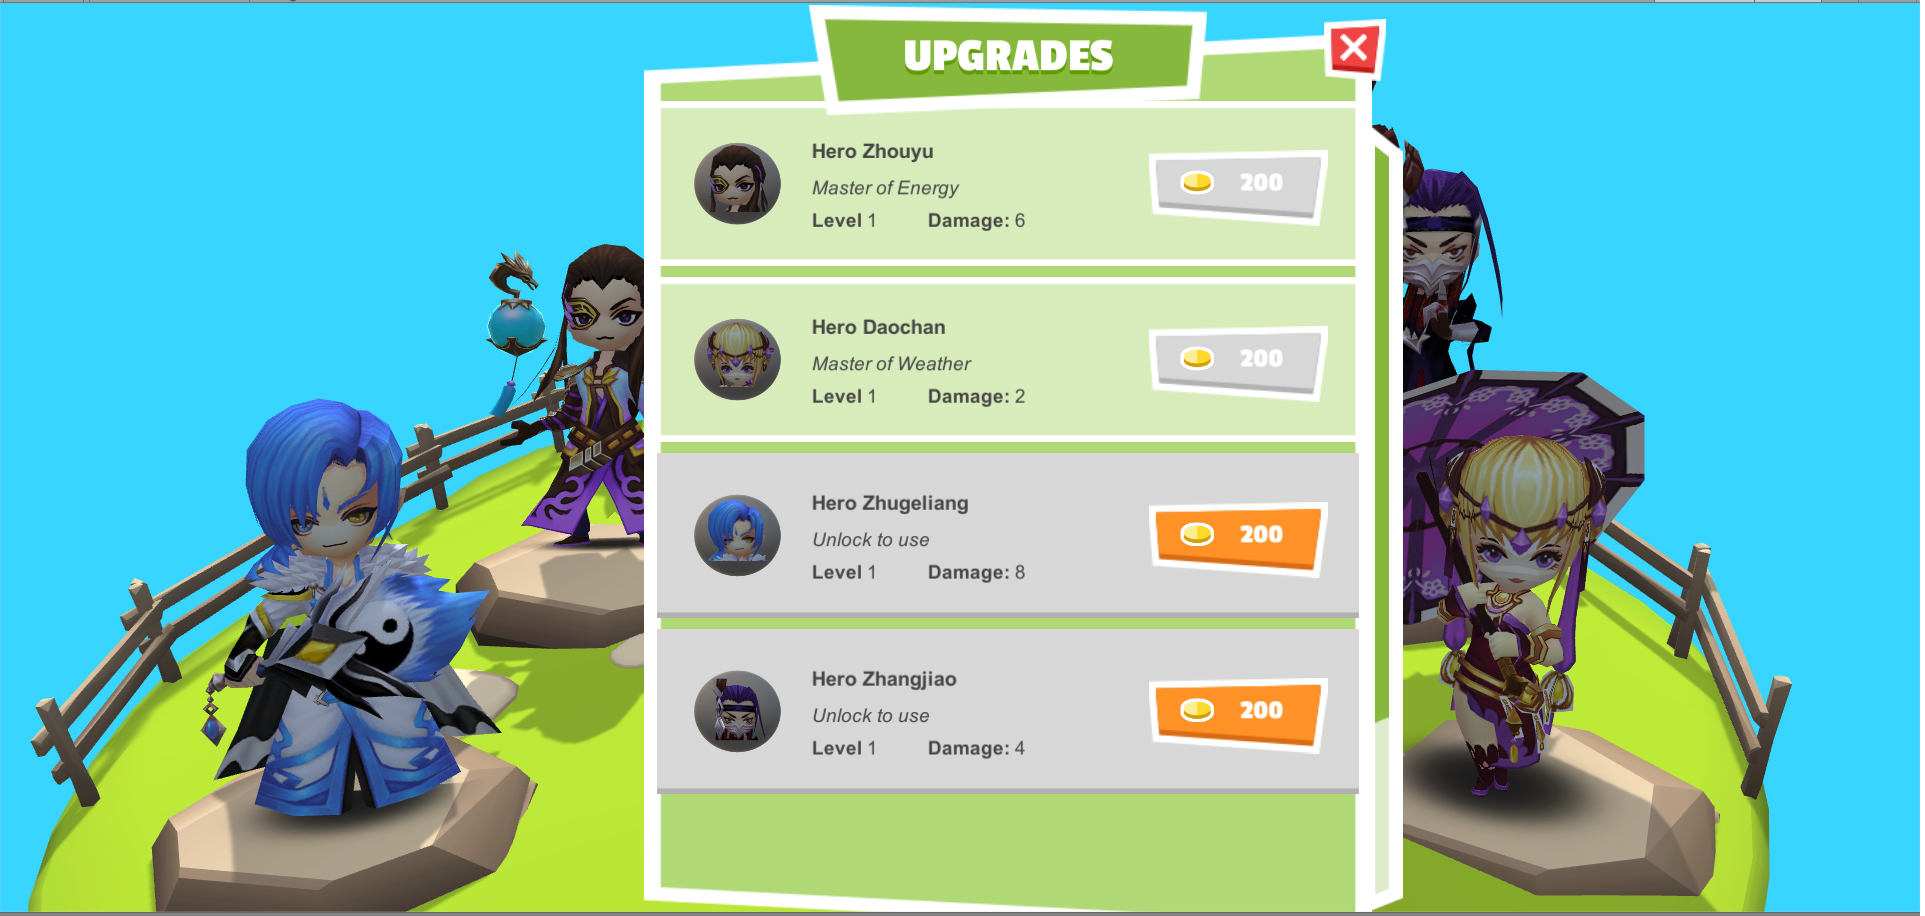 UPGRADES
Hero Zhouyu
Master of Energy
Level 1 Damage: 6
200
Hero Daochan
Master of Weather
Level 1 Damage: 2
200
Hero Zhugeliang
Unlock to use
Level 1 Damage: 8
200
Hero Zhangjiao
Unlock to use
Level 1 Damage: 4
200